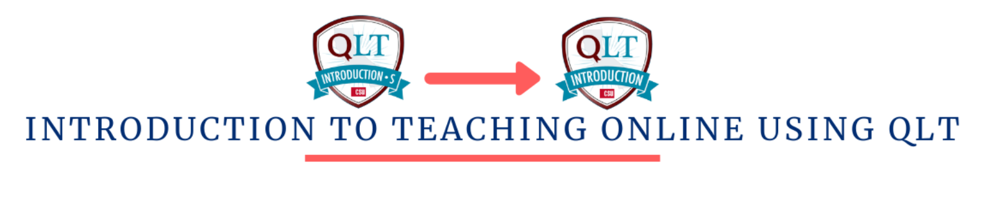 QLT QLT
INTRODUCTION • S INTRODUCTION
CSU CSU
INTRODUCTION TO TEACHING ONLINE USING QLT